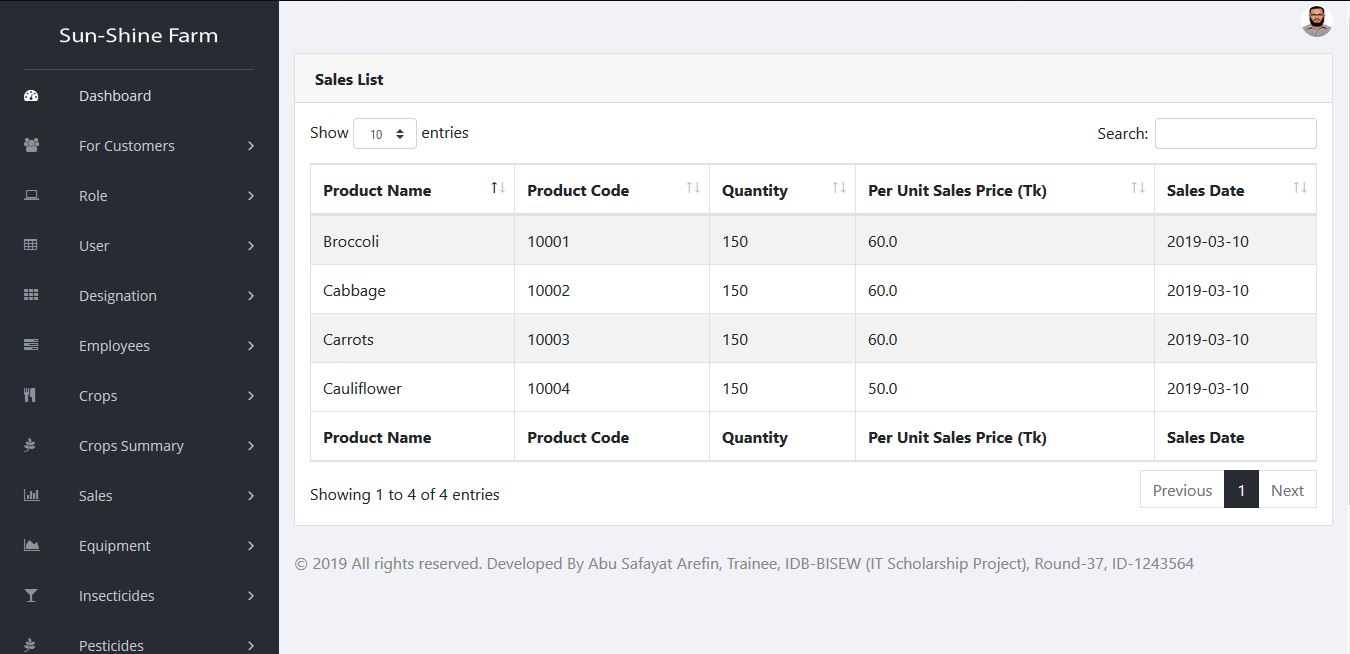 Sun-Shine Farm
Dashboard
For Customers
Role
User
Designation
Employees
Crops
Crops Summary
Sales
Equipment
Insecticides
Pesticides
Sales List
Show 10 entries
Search:
Product Name Product Code Quantity Per Unit Sales Price (Tk) Sales Date
Broccoli 10001 150 60.0 2019-03-10
Cabbage 10002 150 60.0 2019-03-10
Carrots 10003 150 60.0 2019-03-10
Cauliflower 10004 150 50.0 2019-03-10
Product Name Product Code Quantity Per Unit Sales Price (Tk) Sales Date
Showing 1 to 4 of 4 entries
Previous 1 Next
© 2019 All rights reserved. Developed By Abu Safayat Arefin, Trainee, IDB-BISEW (IT Scholarship Project), Round-37, ID-1243564